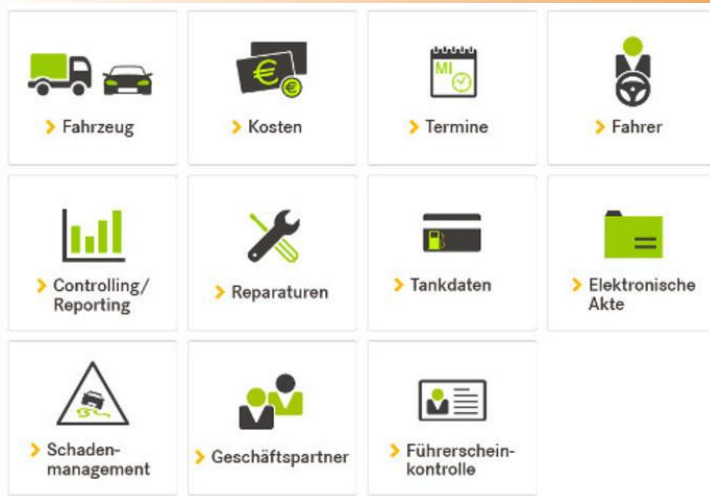 Fahrzeug
Kosten
MI
Termine
Fahrer
Controlling/
Reporting
Reparaturen
Tankdaten
Elektronische
Akte
Schaden-
management
Geschäftspartner
Führerschein-
kontrolle